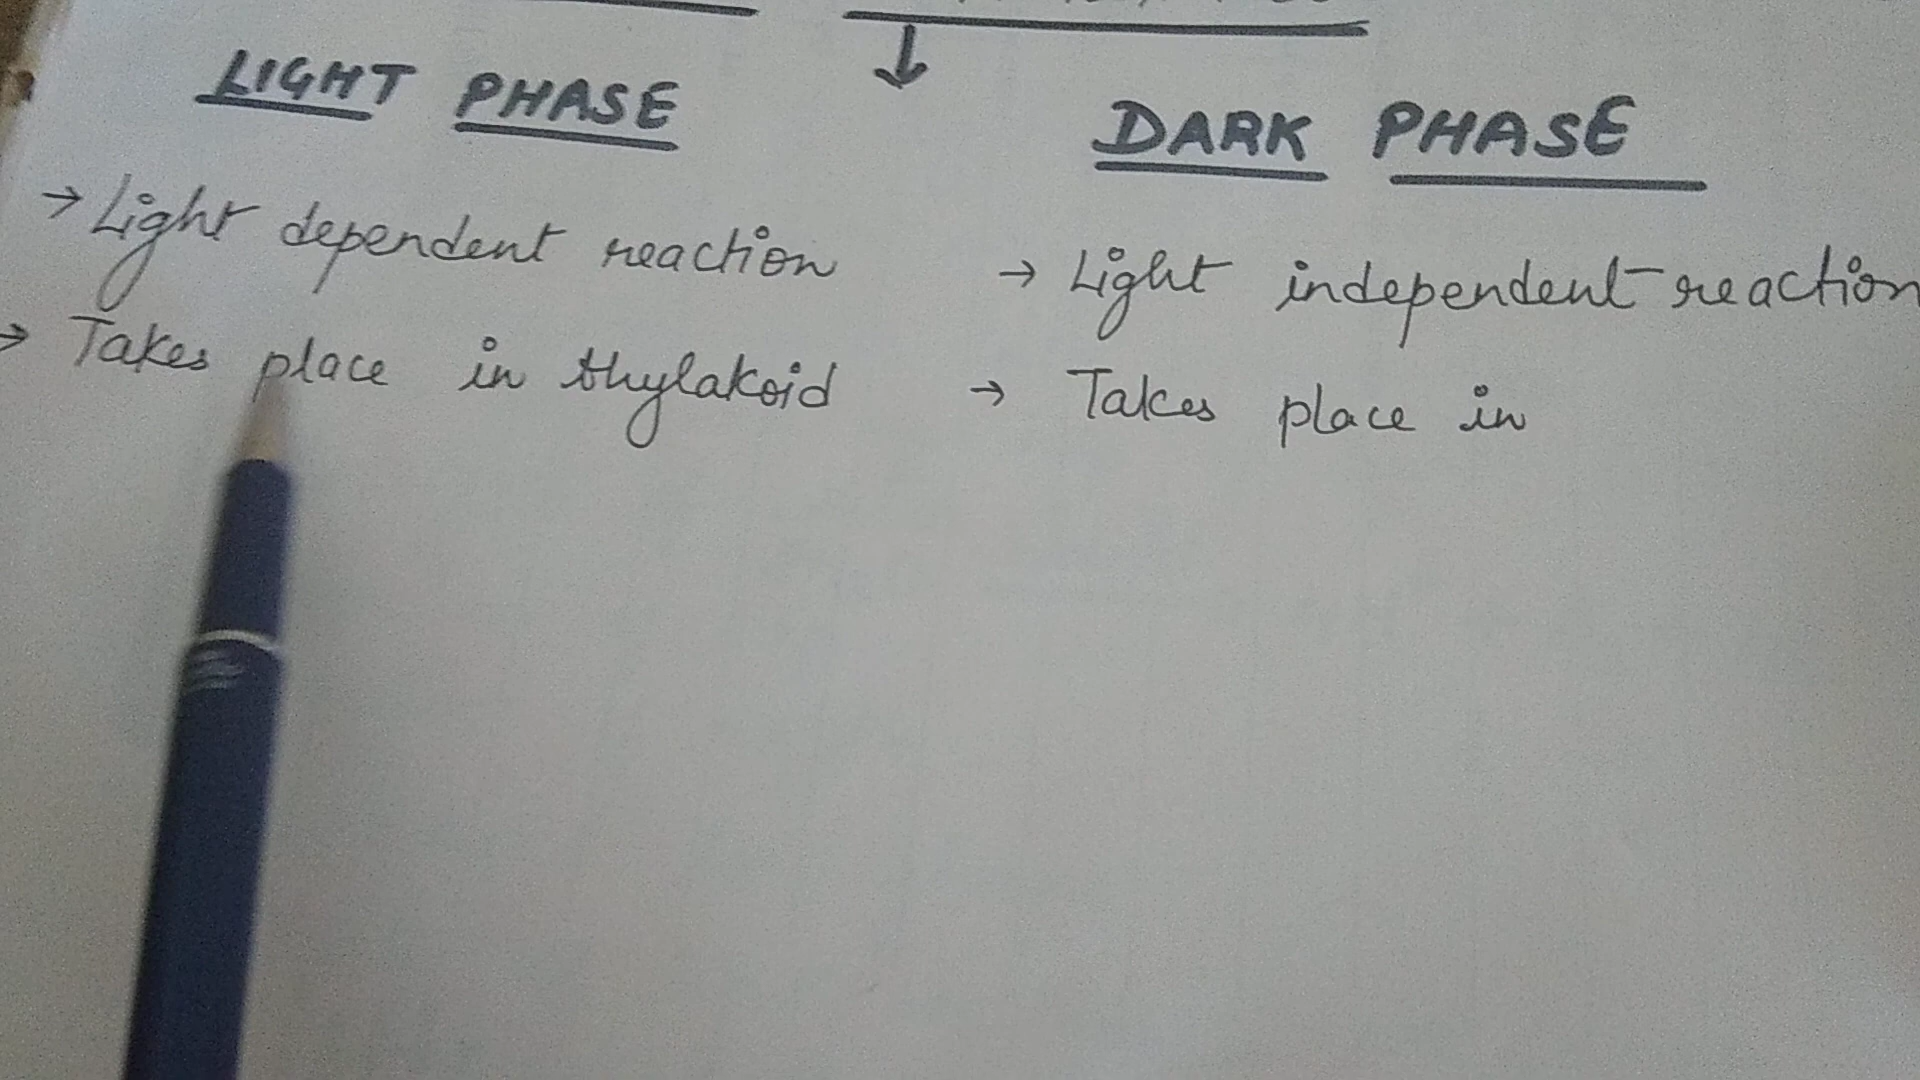 LIGHT PHASE
→ Light dependent reaction
→ Takes place in thylakoid
DARK PHASE
→ Light independent reaction
→ Takes place in